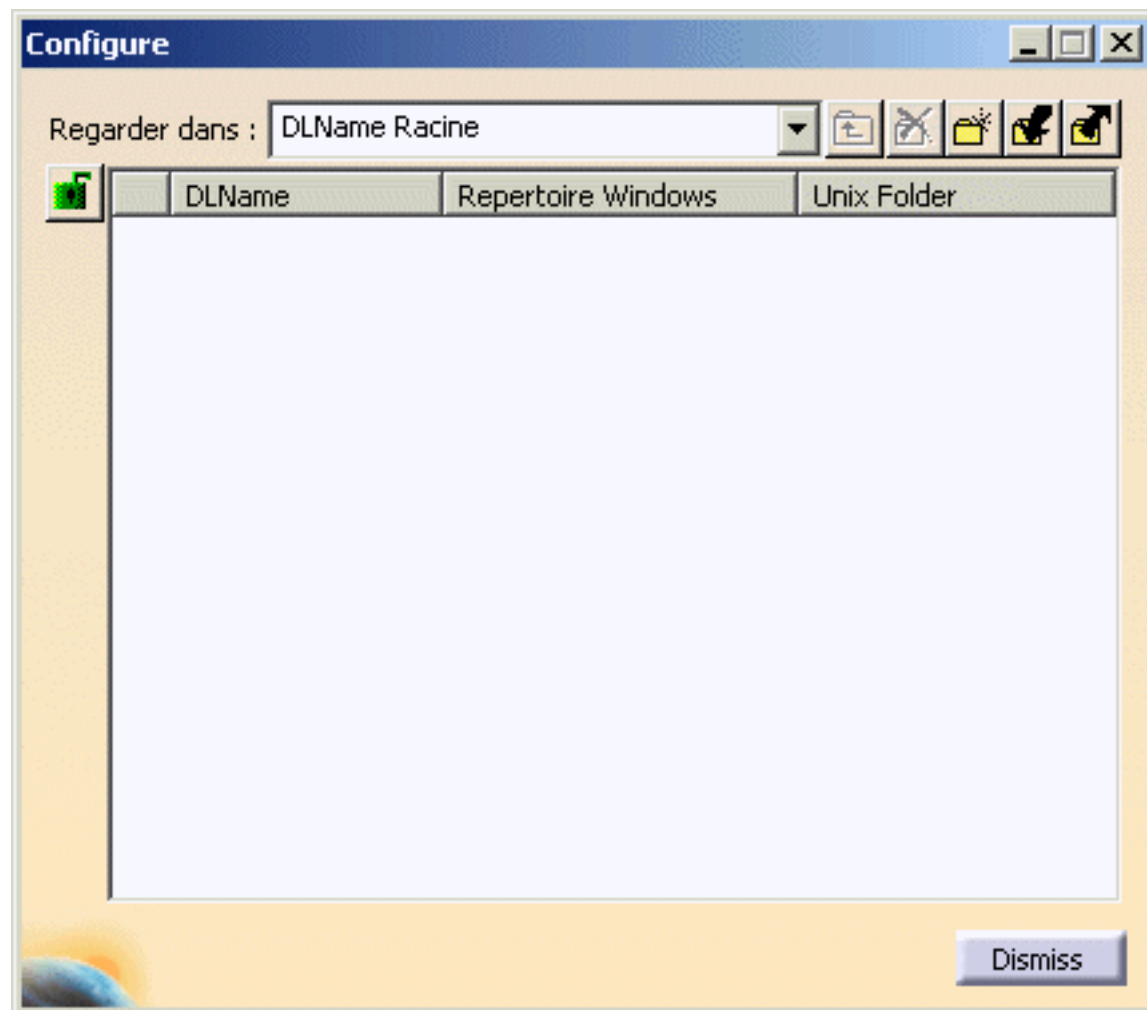 Configure
Regarder dans : DLName Racine
DLName Repertoire Windows Unix Folder
Dismiss